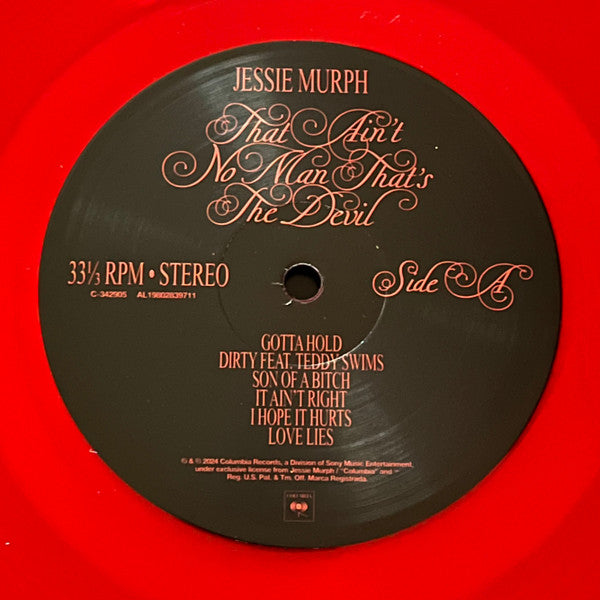 JESSIE MURPH
That Ain't
No Man That's
The Devil
33⅓ RPM • STEREO
C-342905 AL19802839711
Side A
GOTTA HOLD
DIRTY FEAT. TEDDY SWIMS
SON OF A BITCH
IT AIN'T RIGHT
I HOPE IT HURTS
LOVE LIES
℗ & © 2024 Columbia Records, a Division of Sony Music Entertainment,
under exclusive license from Jessie Murph / "Columbia" and
Reg. U.S. Pat. & Tm. Off. Marca Registrada.
COLUMBIA